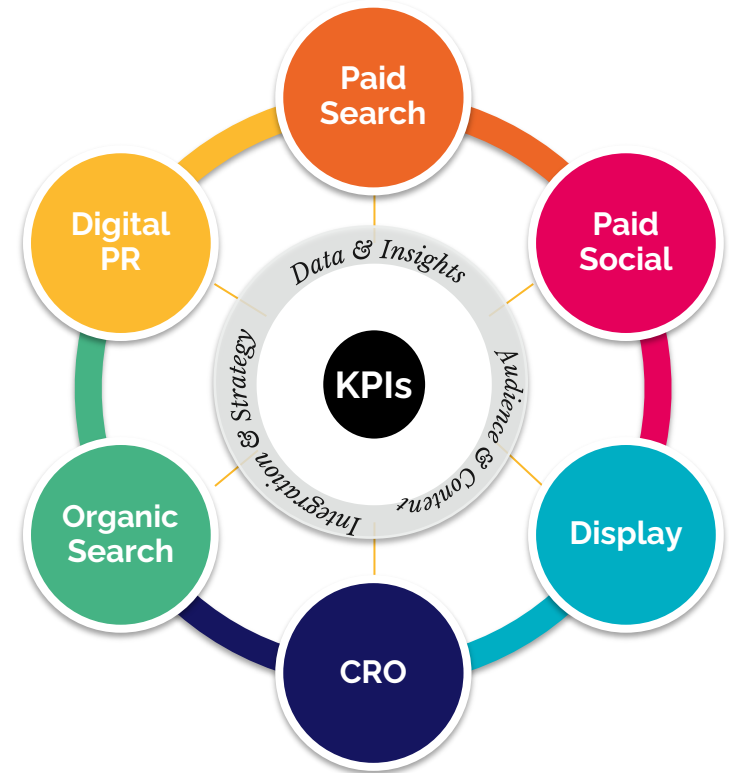 Paid
Search
Digital
PR
Paid
Social
Data & Insights
Audience & Content
Integration & Strategy
KPIs
Organic
Search
Display
CRO